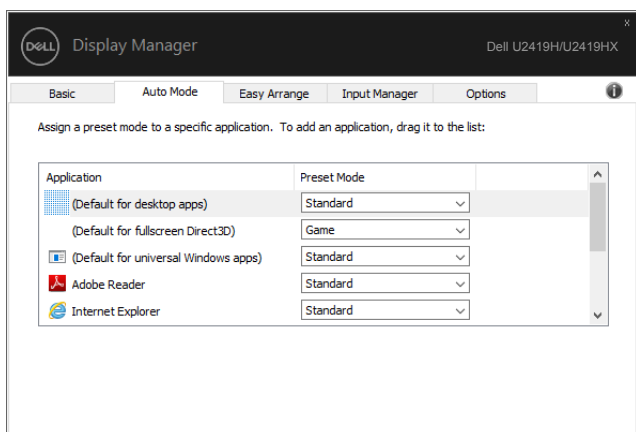 x
DELL Display Manager Dell U2419H/U2419HX
Basic Auto Mode Easy Arrange Input Manager Options i
Assign a preset mode to a specific application. To add an application, drag it to the list:
Application Preset Mode
(Default for desktop apps) Standard
(Default for fullscreen Direct3D) Game
(Default for universal Windows apps) Standard
Adobe Reader Standard
Internet Explorer Standard